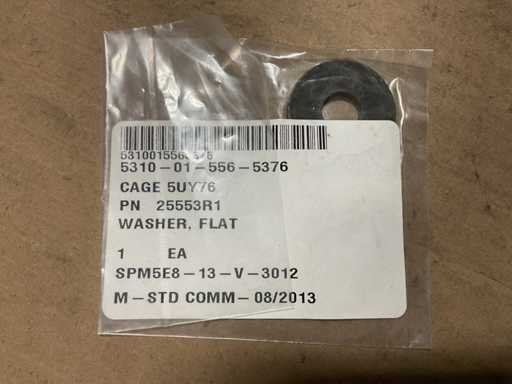 5310015565376
5310-01-556-5376
CAGE 5UY76
PN 25553R1
WASHER, FLAT
1 EA
SPM5E8-13-V-3012
M-STD COMM-08/2013